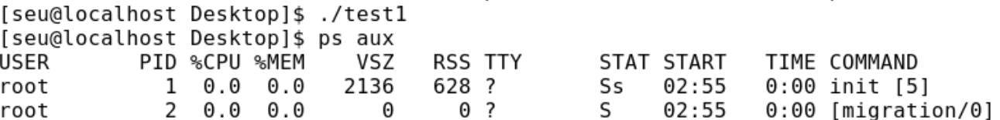 [seu@localhost Desktop]$ ./test1
[seu@localhost Desktop]$ ps aux
USER       PID %CPU %MEM    VSZ   RSS TTY      STAT START   TIME COMMAND
root         1  0.0  0.0   2136   628 ?        Ss   02:55   0:00 init [5]
root         2  0.0  0.0      0     0 ?        S    02:55   0:00 [migration/0]